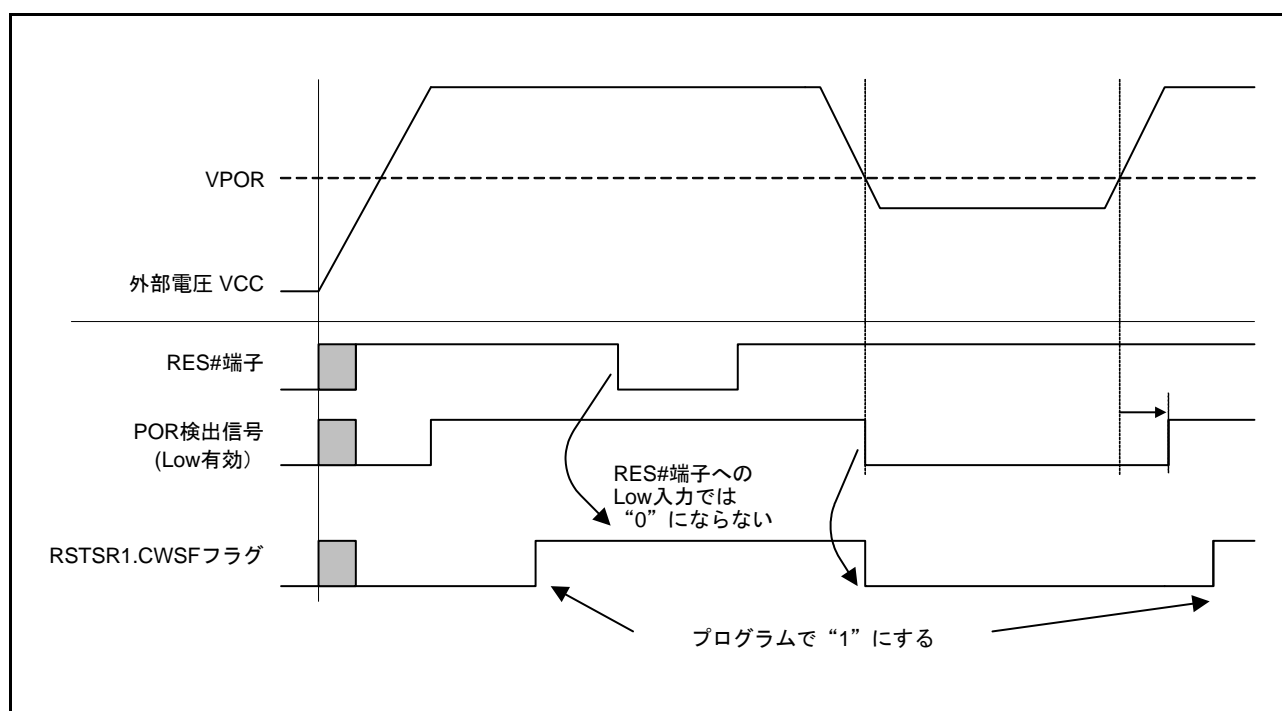 VPOR
外部電圧 VCC
RES#端子
POR検出信号
(Low有効）
RES#端子への
Low入力では
“0”にならない
RSTSR1.CWSFフラグ
プログラムで“1”にする